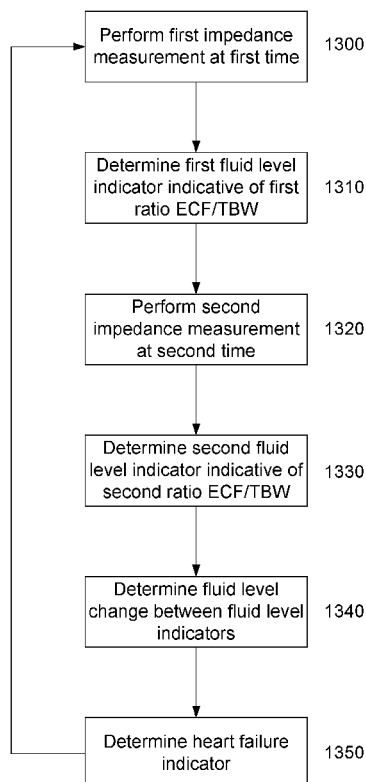 Perform first impedance
measurement at first time
1300
Determine first fluid level
indicator indicative of first
ratio ECF/TBW
1310
Perform second
impedance measurement
at second time
1320
Determine second fluid
level indicator indicative of
second ratio ECF/TBW
1330
Determine fluid level
change between fluid level
indicators
1340
Determine heart failure
indicator
1350